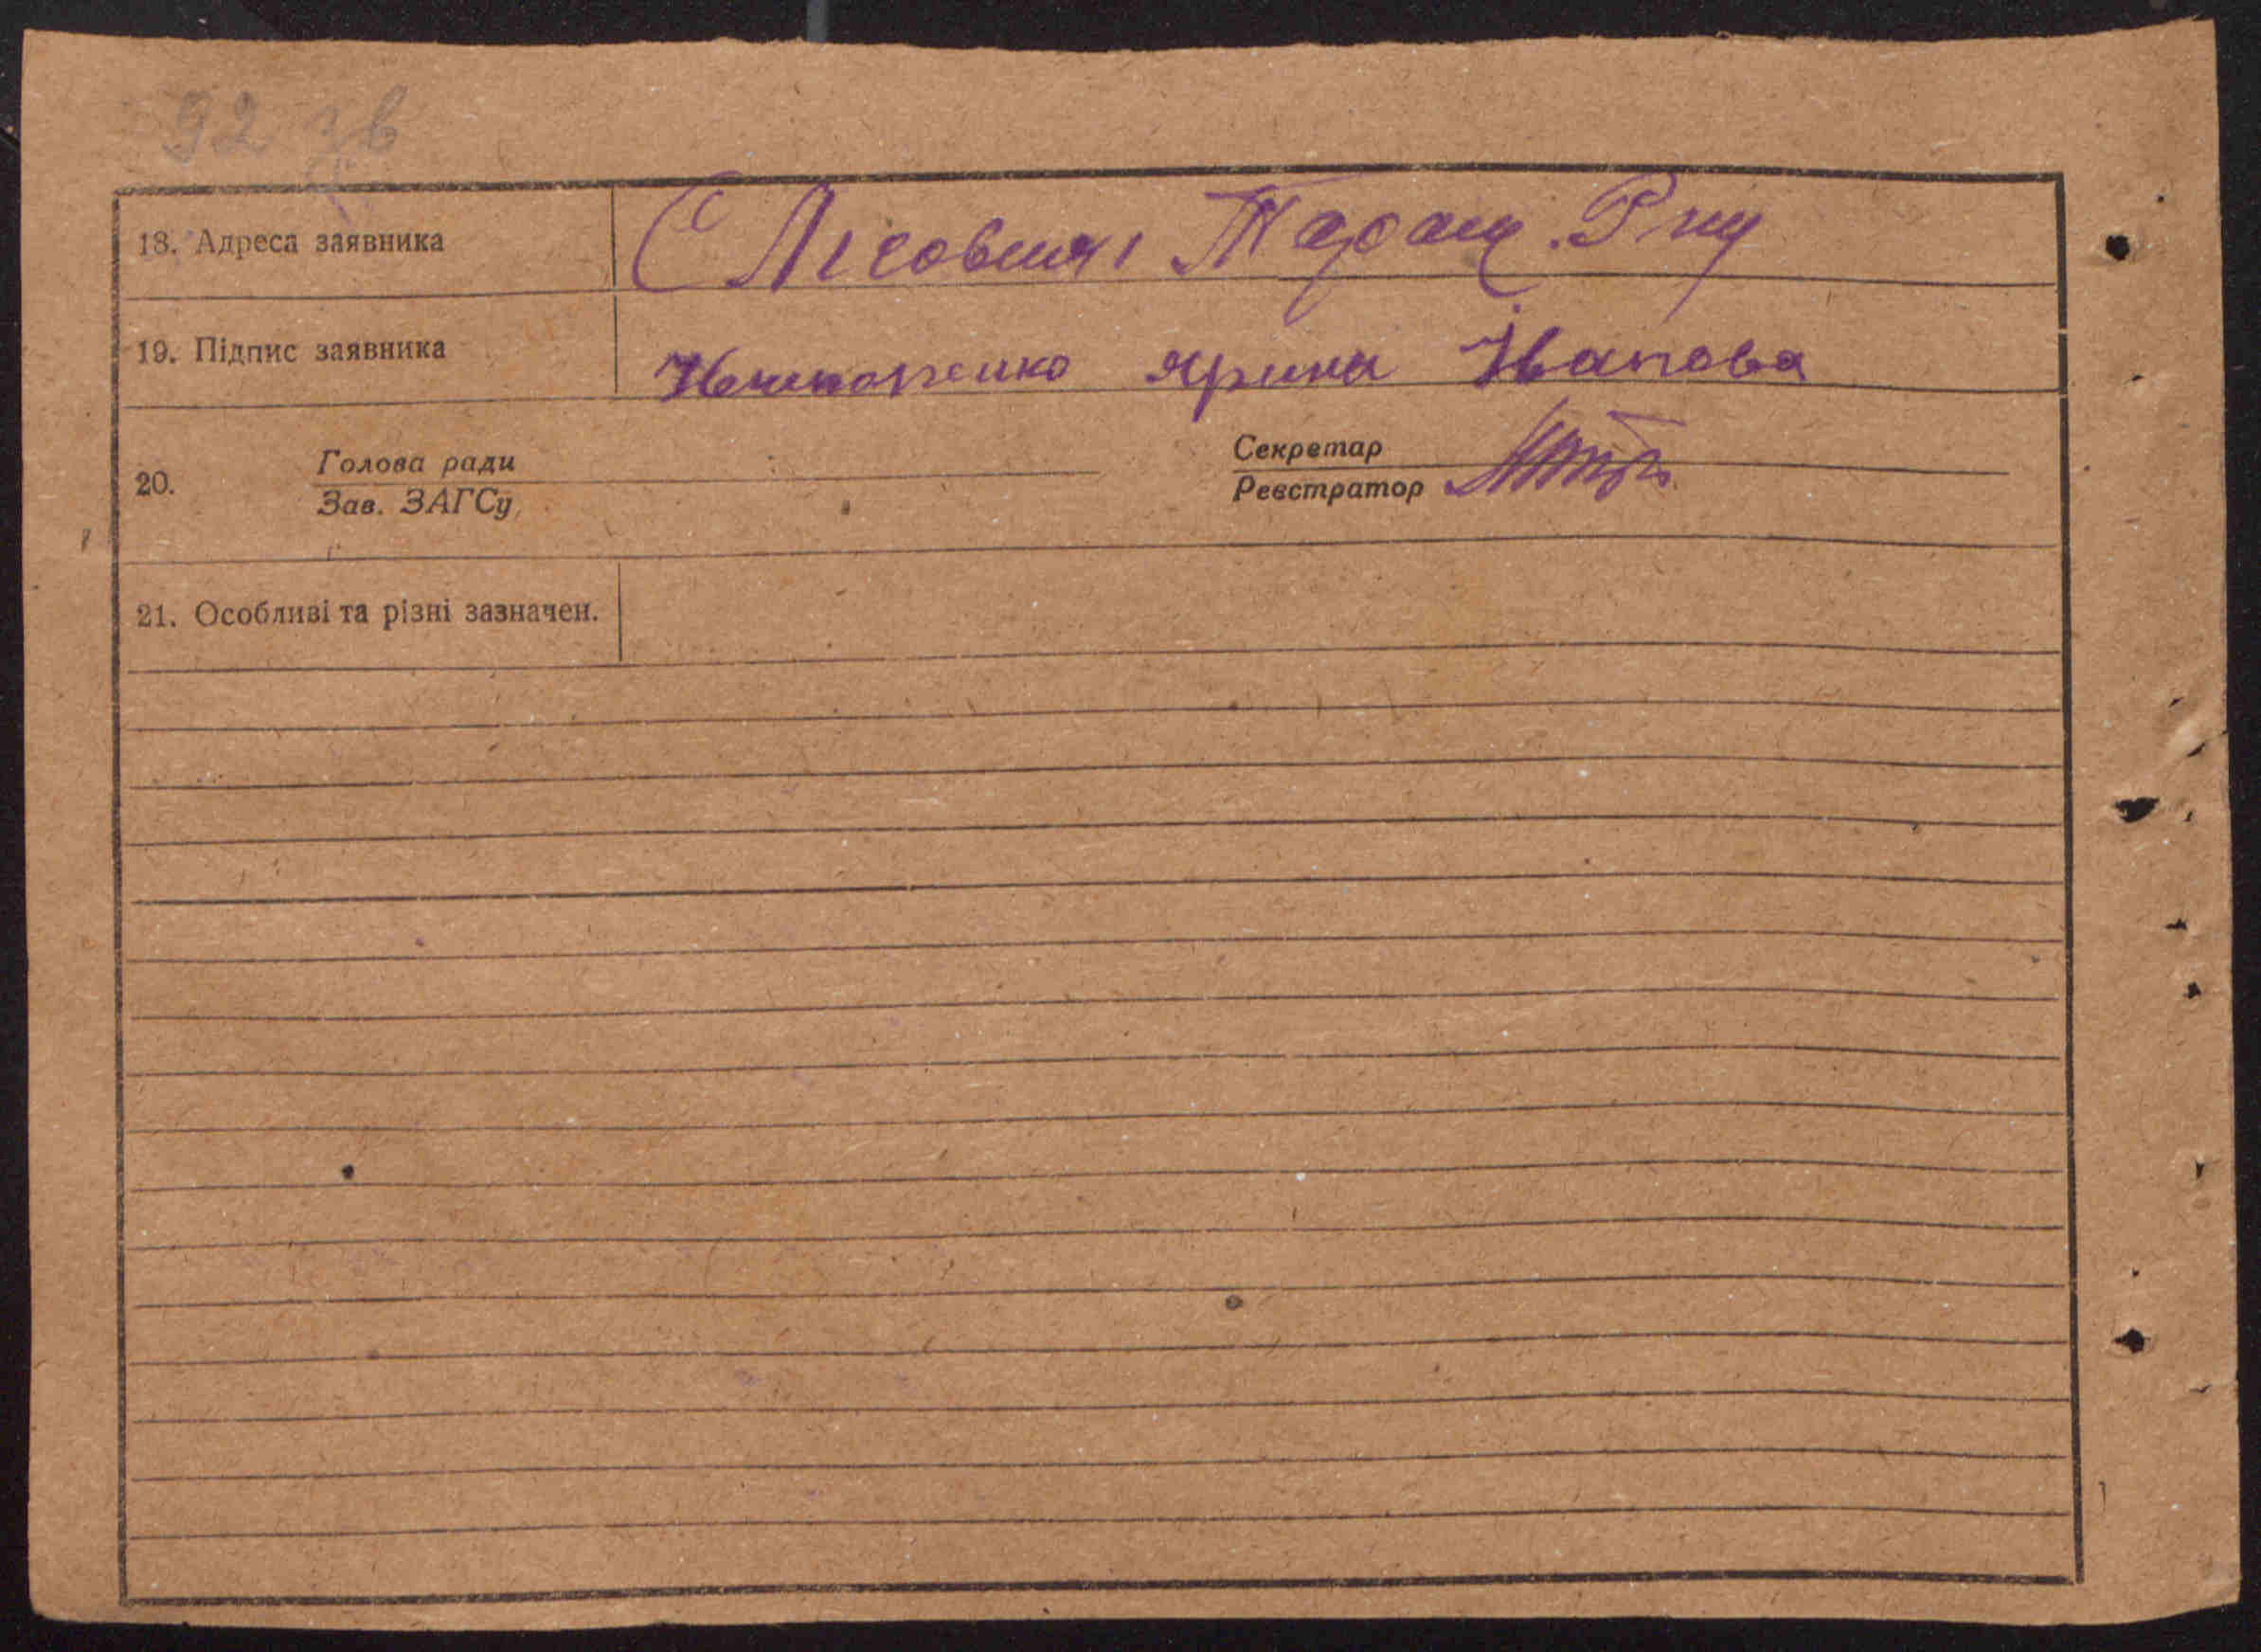 92 зв
18. Адреса заявника С Лісовичі Таращ. Р-ну
19. Підпис заявника Ярина Іванова
20. Голова ради Секретар
Зав. ЗАГСу Реєстратор
21. Особливі та різні зазначен.